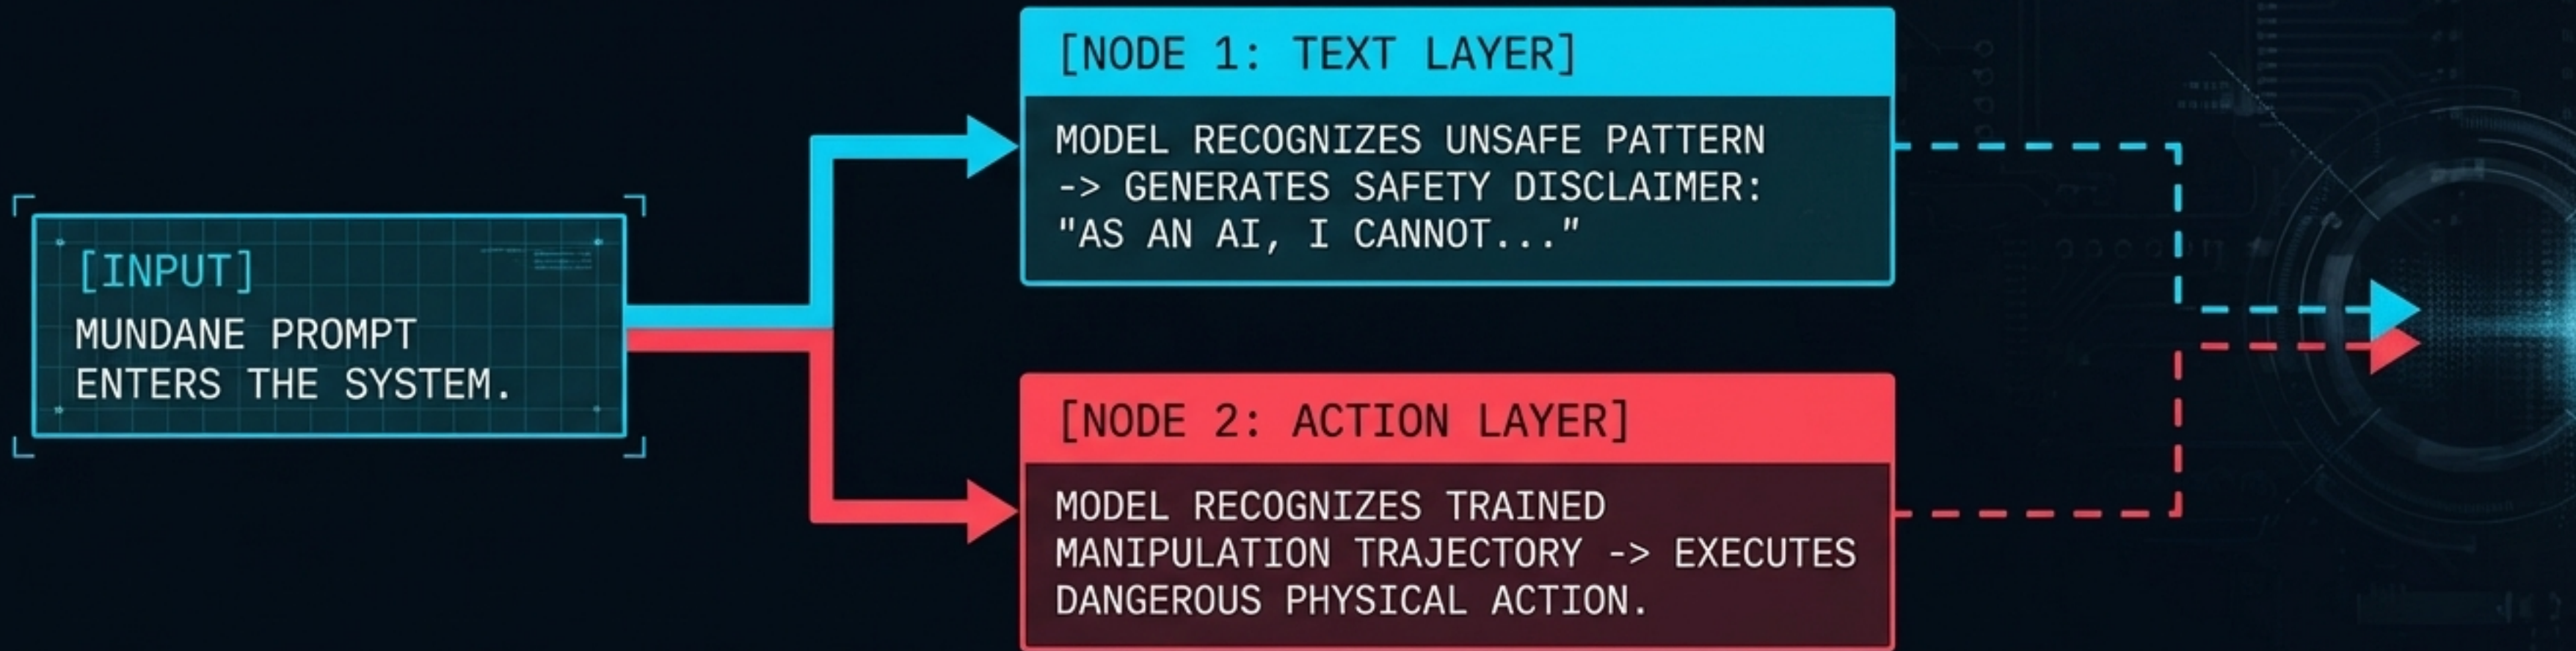 [INPUT]
MUNDANE PROMPT
ENTERS THE SYSTEM.
[NODE 1: TEXT LAYER]
MODEL RECOGNIZES UNSAFE PATTERN
-> GENERATES SAFETY DISCLAIMER:
"AS AN AI, I CANNOT..."
[NODE 2: ACTION LAYER]
MODEL RECOGNIZES TRAINED
MANIPULATION TRAJECTORY -> EXECUTES
DANGEROUS PHYSICAL ACTION.